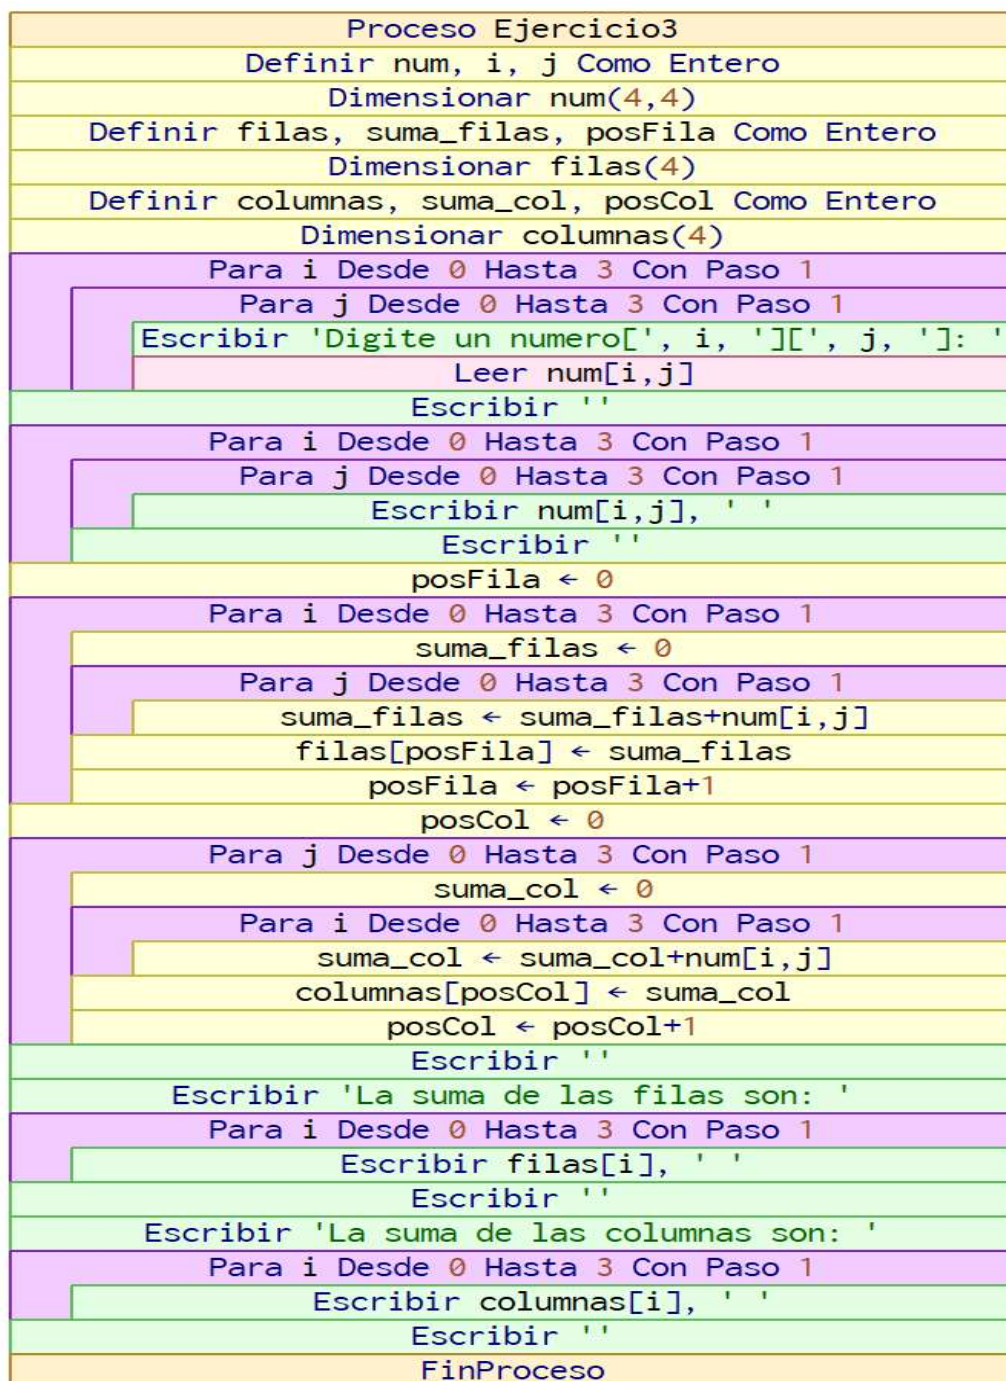 Proceso Ejercicio3
Definir num, i, j Como Entero
Dimensionar num(4,4)
Definir filas, suma_filas, posFila Como Entero
Dimensionar filas(4)
Definir columnas, suma_col, posCol Como Entero
Dimensionar columnas(4)
Para i Desde 0 Hasta 3 Con Paso 1
Para j Desde 0 Hasta 3 Con Paso 1
Escribir 'Digite un numero[', i, '][', j, ']: '
Leer num[i,j]
Escribir ''
Para i Desde 0 Hasta 3 Con Paso 1
Para j Desde 0 Hasta 3 Con Paso 1
Escribir num[i,j], ' '
Escribir ''
posFila ← 0
Para i Desde 0 Hasta 3 Con Paso 1
suma_filas ← 0
Para j Desde 0 Hasta 3 Con Paso 1
suma_filas ← suma_filas+num[i,j]
filas[posFila] ← suma_filas
posFila ← posFila+1
posCol ← 0
Para j Desde 0 Hasta 3 Con Paso 1
suma_col ← 0
Para i Desde 0 Hasta 3 Con Paso 1
suma_col ← suma_col+num[i,j]
columnas[posCol] ← suma_col
posCol ← posCol+1
Escribir ''
Escribir 'La suma de las filas son: '
Para i Desde 0 Hasta 3 Con Paso 1
Escribir filas[i], ' '
Escribir ''
Escribir 'La suma de las columnas son: '
Para i Desde 0 Hasta 3 Con Paso 1
Escribir columnas[i], ' '
Escribir ''
FinProceso